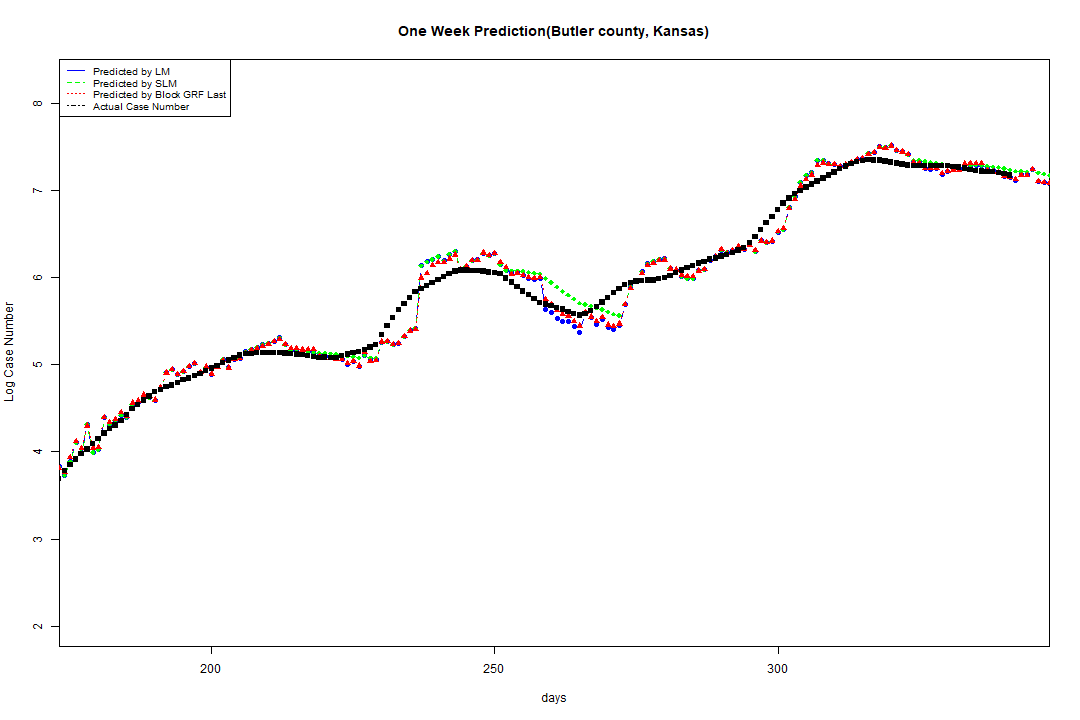 One Week Prediction(Butler county, Kansas)
Predicted by LM
Predicted by SLM
Predicted by Block GRF Last
Actual Case Number
8
7
6
5
4
3
2
Log Case Number
200 250 300
days